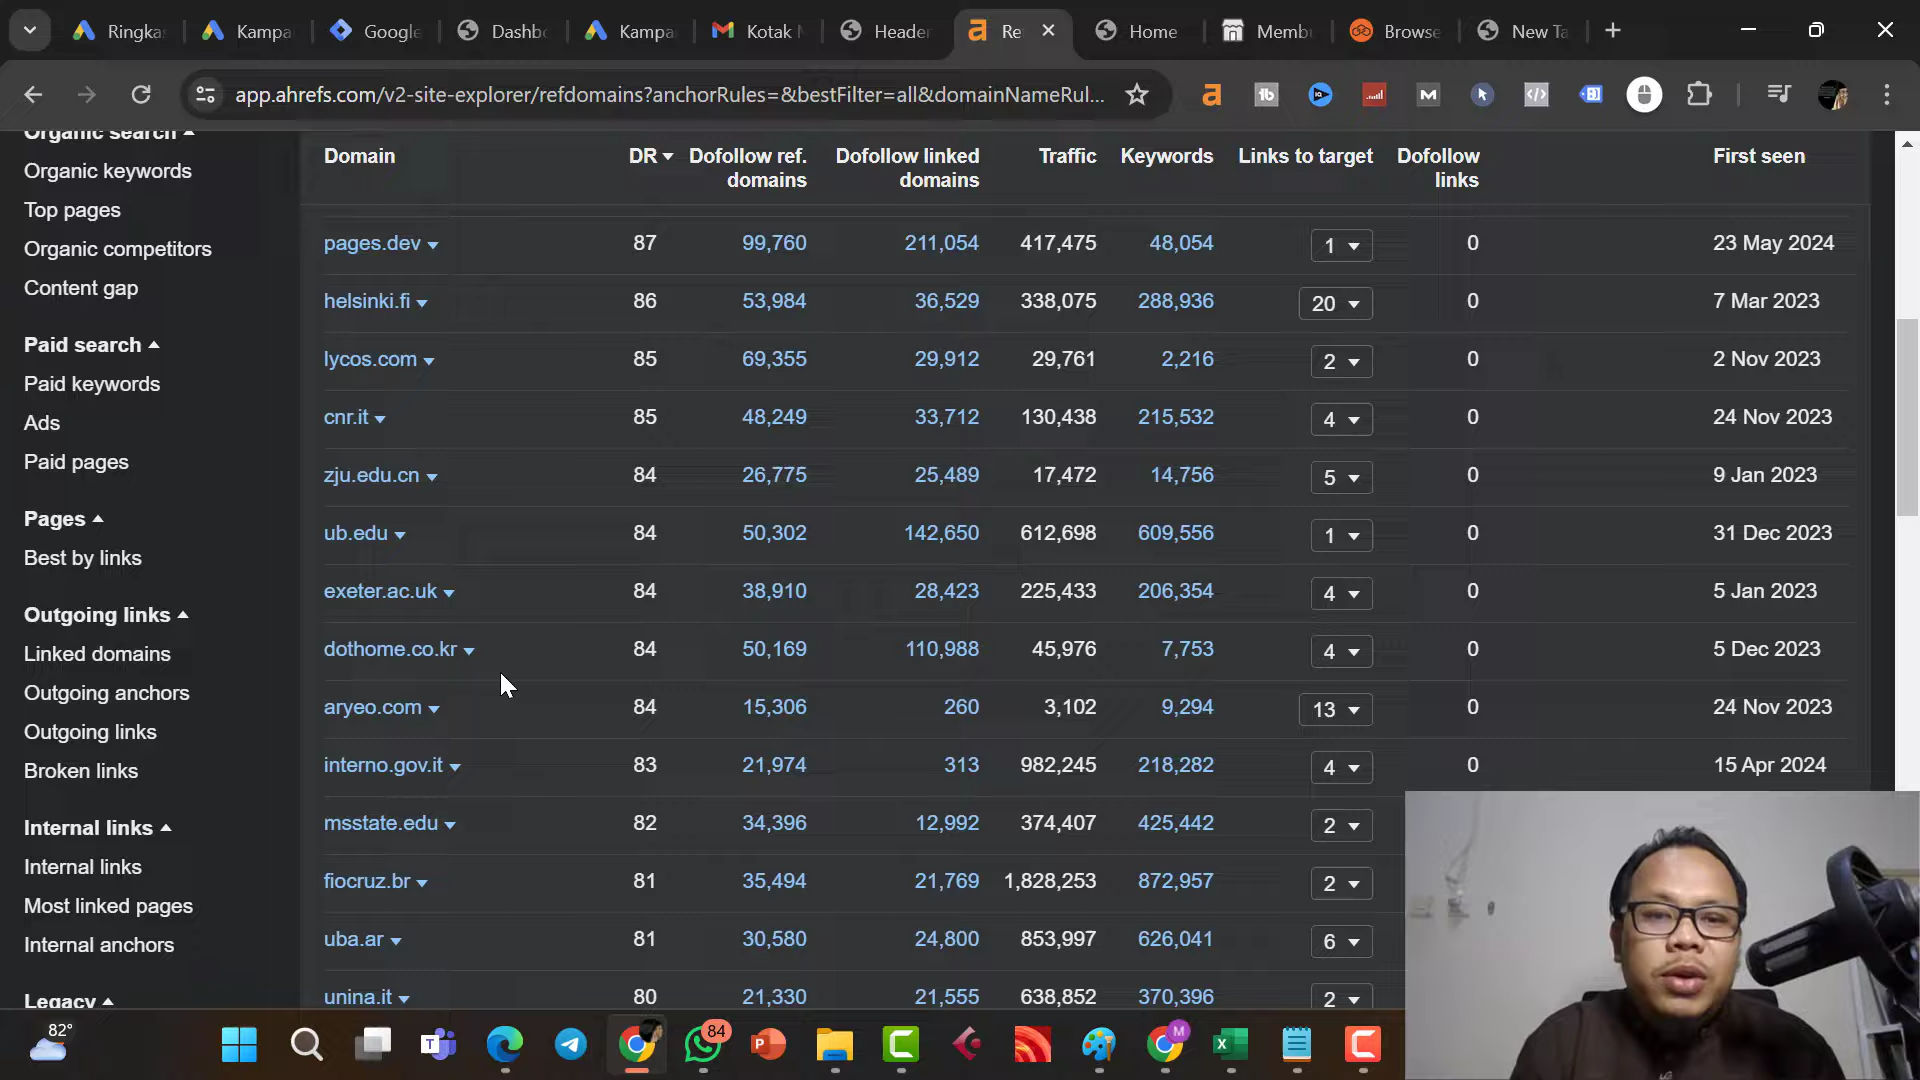 Ringka
Kampa
Google
Dashbo
Kampa
Kotak
Header
Re
Home
Memb
Browse
New Ta
app.ahrefs.com/v2-site-explorer/refdomains?anchorRules=&bestFilter=all&domainNameRul...
Organic search
Organic keywords
Top pages
Organic competitors
Content gap
Paid search
Paid keywords
Ads
Paid pages
Pages
Best by links
Outgoing links
Linked domains
Outgoing anchors
Outgoing links
Broken links
Internal links
Internal links
Most linked pages
Internal anchors
Legacy
Domain DR Dofollow ref. domains Dofollow linked domains Traffic Keywords Links to target Dofollow links First seen
pages.dev 87 99,760 211,054 417,475 48,054 1 0 23 May 2024
helsinki.fi 86 53,984 36,529 338,075 288,936 20 0 7 Mar 2023
lycos.com 85 69,355 29,912 29,761 2,216 2 0 2 Nov 2023
cnr.it 85 48,249 33,712 130,438 215,532 4 0 24 Nov 2023
zju.edu.cn 84 26,775 25,489 17,472 14,756 5 0 9 Jan 2023
ub.edu 84 50,302 142,650 612,698 609,556 1 0 31 Dec 2023
exeter.ac.uk 84 38,910 28,423 225,433 206,354 4 0 5 Jan 2023
dothome.co.kr 84 50,169 110,988 45,976 7,753 4 0 5 Dec 2023
aryeo.com 84 15,306 260 3,102 9,294 13 0 24 Nov 2023
interno.gov.it 83 21,974 313 982,245 218,282 4 0 15 Apr 2024
msstate.edu 82 34,396 12,992 374,407 425,442 2
fiocruz.br 81 35,494 21,769 1,828,253 872,957 2
uba.ar 81 30,580 24,800 853,997 626,041 6
unina.it 80 21,330 21,555 638,852 370,396 2
82°
84
M